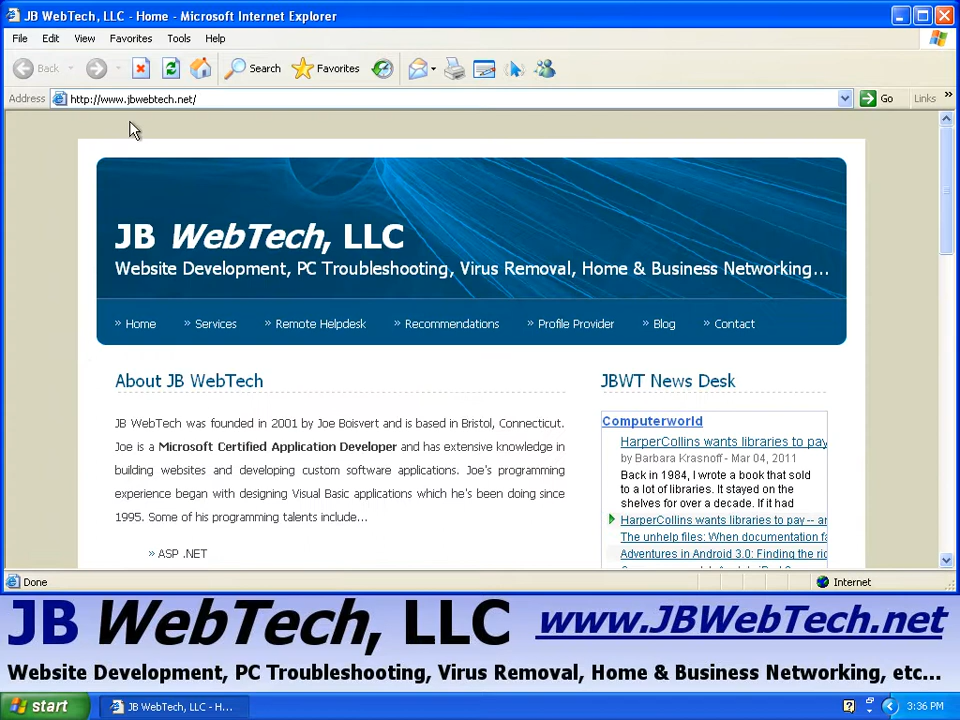 JB WebTech, LLC - Home - Microsoft Internet Explorer
File Edit View Favorites Tools Help
Back Search Favorites
Address http://www.jbwebtech.net/ Go Links »
JB WebTech, LLC
Website Development, PC Troubleshooting, Virus Removal, Home & Business Networking...
» Home » Services » Remote Helpdesk » Recommendations » Profile Provider » Blog » Contact
About JB WebTech
JB WebTech was founded in 2001 by Joe Boisvert and is based in Bristol, Connecticut.
Joe is a Microsoft Certified Application Developer and has extensive knowledge in
building websites and developing custom software applications. Joe's programming
experience began with designing Visual Basic applications which he's been doing since
1995. Some of his programming talents include...
» ASP .NET
JBWT News Desk
Computerworld
HarperCollins wants libraries to pay
by Barbara Krasnoff - Mar 04, 2011
Back in 1984, I wrote a book that sold
to a lot of libraries. It stayed on the
shelves for over a decade. If it had
HarperCollins wants libraries to pay -- ar
The unhelp files: When documentation fa
Adventures in Android 3.0: Finding the ric
Done Internet
JB WebTech, LLC www.JBWebTech.net
Website Development, PC Troubleshooting, Virus Removal, Home & Business Networking, etc...
start JB WebTech, LLC - H... 3:36 PM